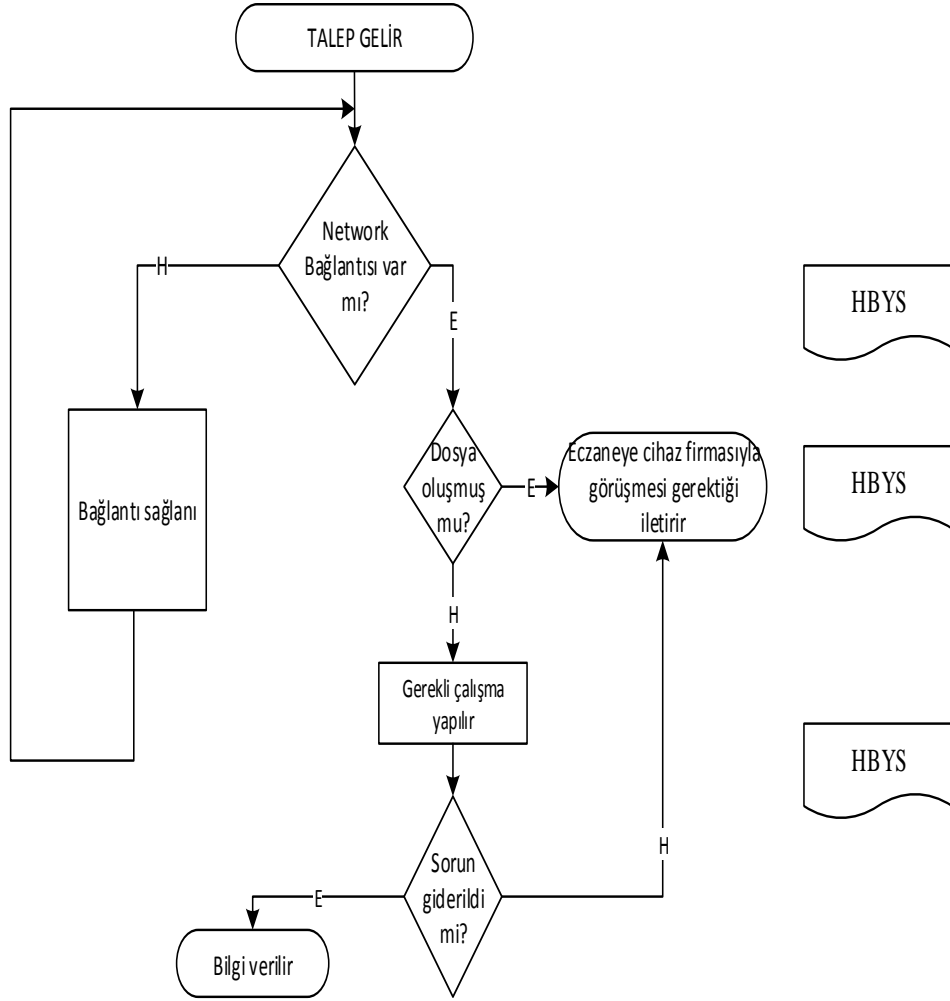 TALEP GELİR
Network
Bağlantısı var
mı?
H
E
HBYS
Dosya
oluşmuş
mu?
E
Eczaneye cihaz firmasıyla
görüşmesi gerektiği
iletirir
HBYS
Bağlantı sağlanı
H
Gerekli çalışma
yapılır
HBYS
Sorun
giderildi
mi?
E
H
Bilgi verilir